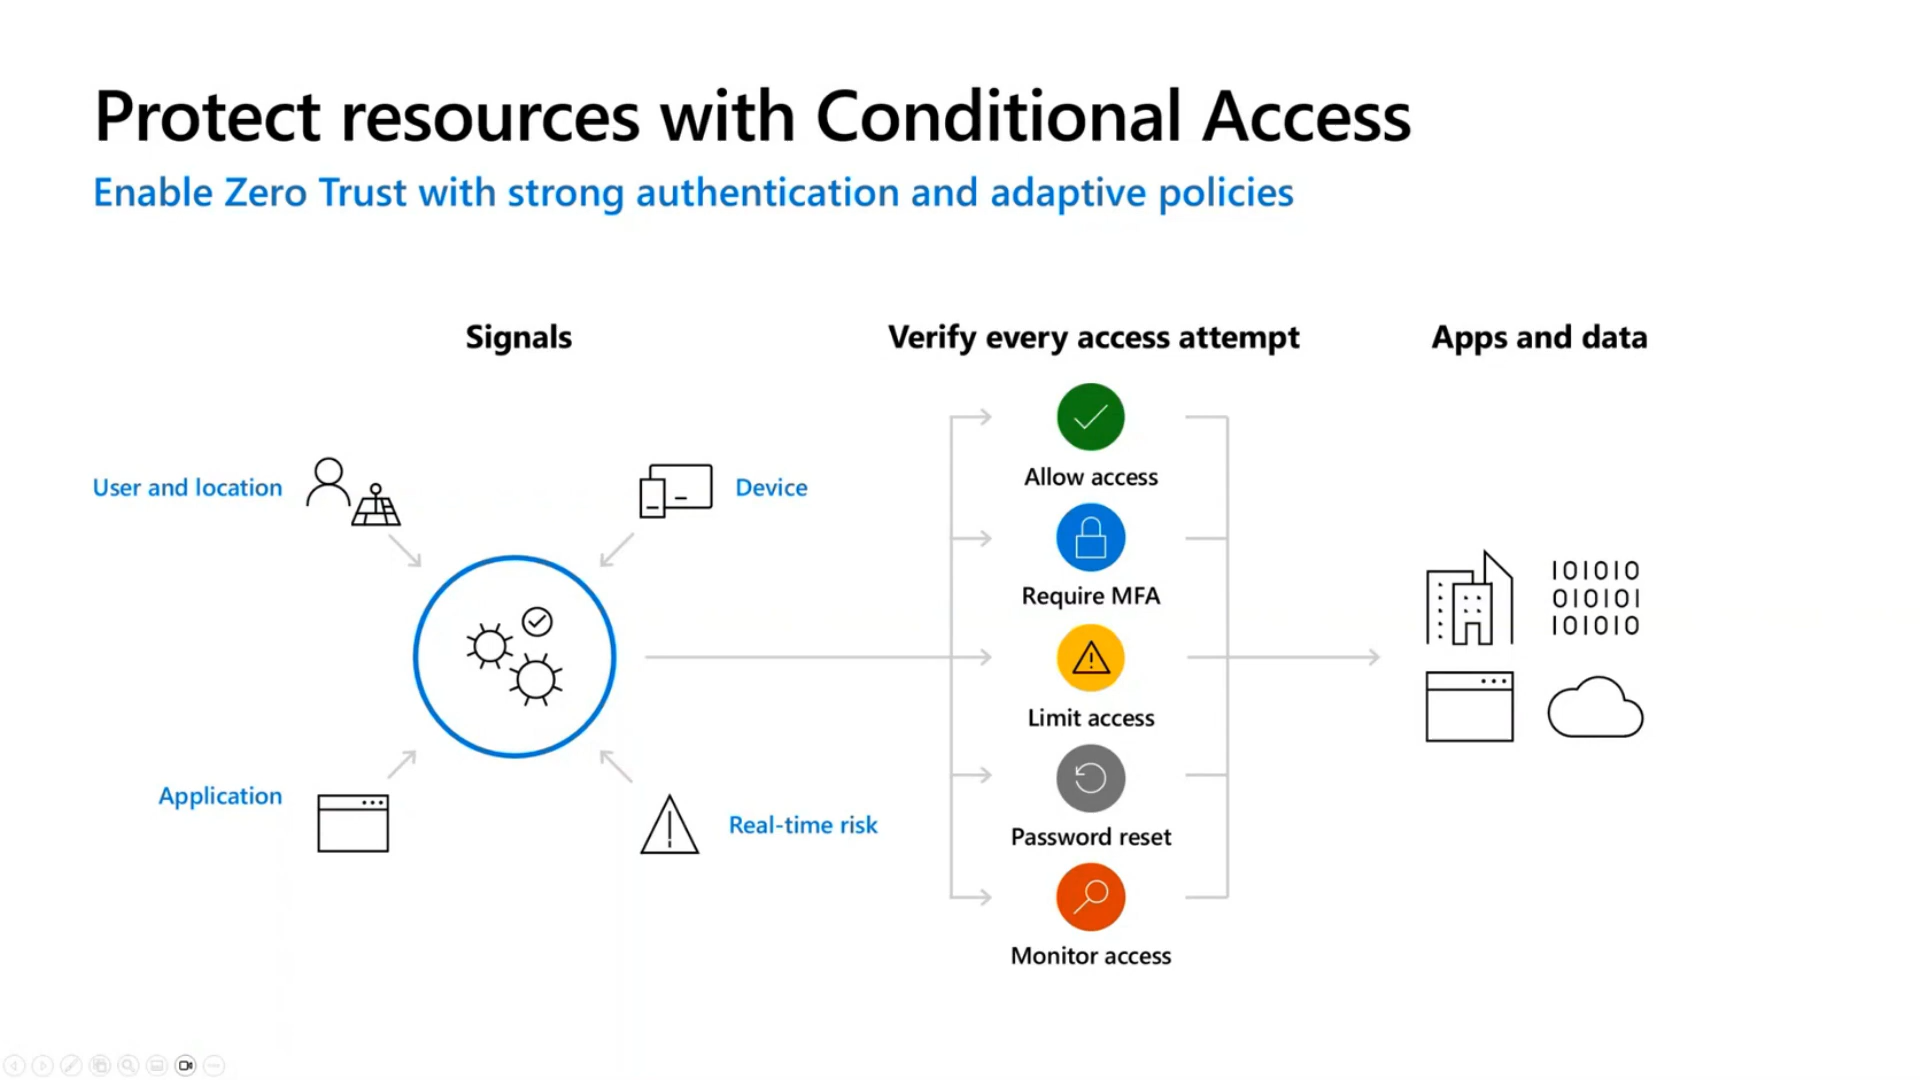 Protect resources with Conditional Access
Enable Zero Trust with strong authentication and adaptive policies
Signals
User and location
Device
Application
Real-time risk
Verify every access attempt
Allow access
Require MFA
Limit access
Password reset
Monitor access
Apps and data
101010
010101
101010